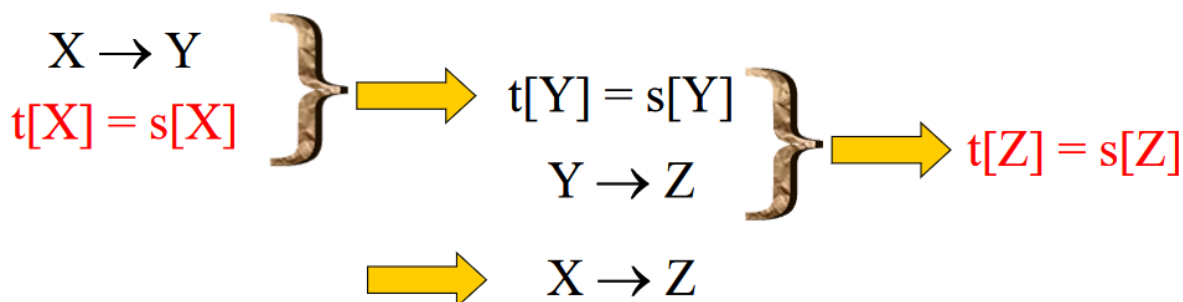 X → Y
t[X] = s[X]
t[Y] = s[Y]
Y → Z
t[Z] = s[Z]
X → Z